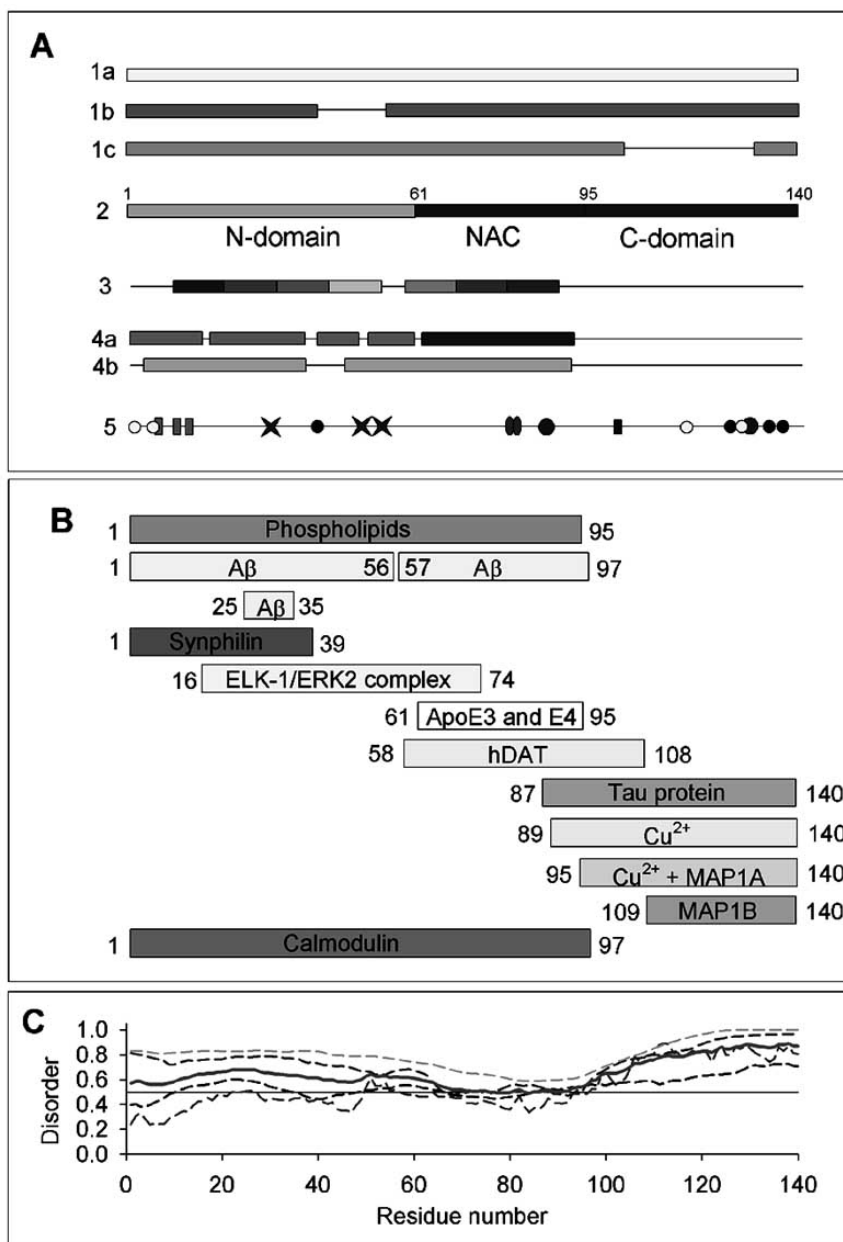 A
1a
1b
1c
1 61 95 140
2
N-domain NAC C-domain
3
4a
4b
5
B
1 Phospholipids 95
1 Aβ 56 57 Aβ 97
25 Aβ 35
1 Synphilin 39
16 ELK-1/ERK2 complex 74
61 ApoE3 and E4 95
58 hDAT 108
87 Tau protein 140
89 Cu²⁺ 140
95 Cu²⁺ + MAP1A 140
109 MAP1B 140
1 Calmodulin 97
C
1.0
0.8
0.6
0.4
0.2
0.0
Disorder
0 20 40 60 80 100 120 140
Residue number